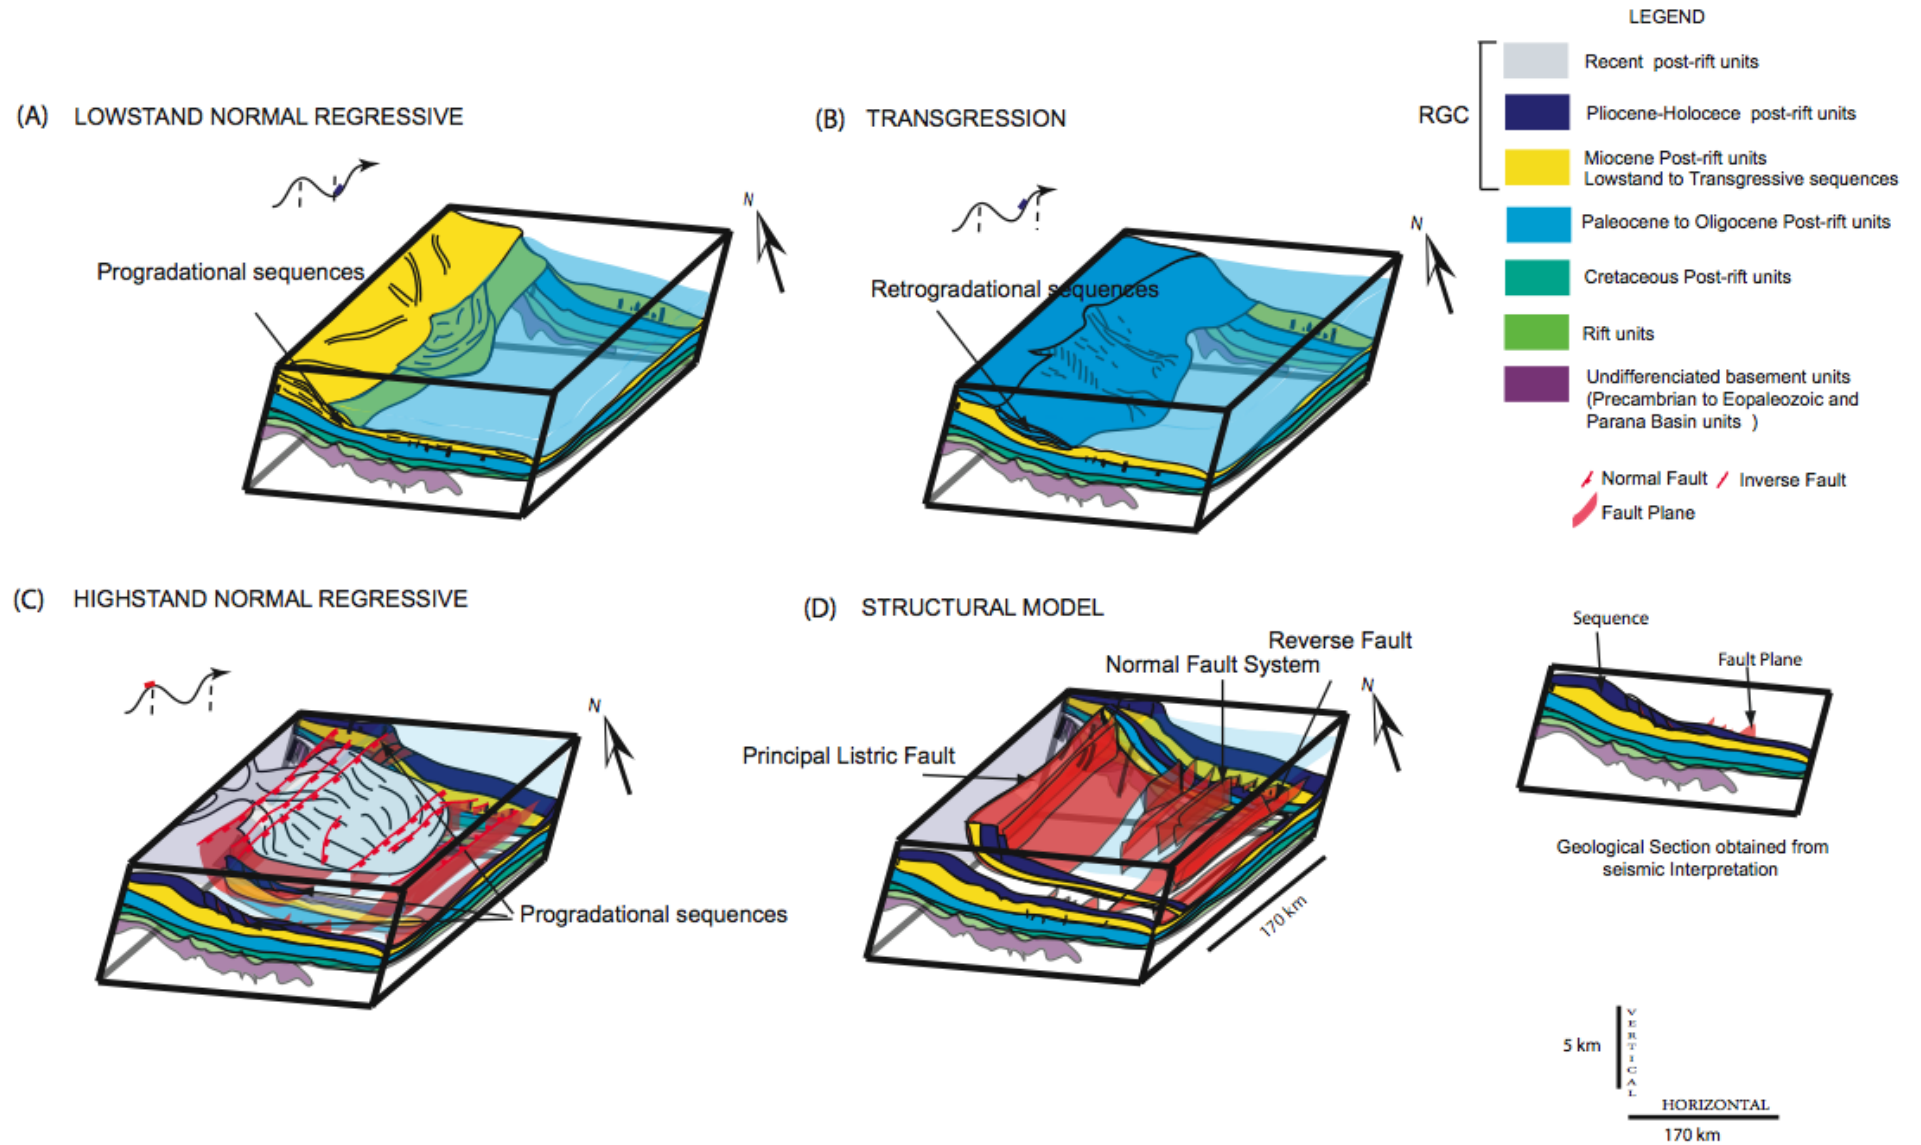 LEGEND
RGC
Recent post-rift units
Pliocene-Holocece post-rift units
Miocene Post-rift units
Lowstand to Transgressive sequences
Paleocene to Oligocene Post-rift units
Cretaceous Post-rift units
Rift units
Undifferenciated basement units
(Precambrian to Eopaleozoic and
Parana Basin units )
Normal Fault
Inverse Fault
Fault Plane
(A) LOWSTAND NORMAL REGRESSIVE
N
Progradational sequences
(B) TRANSGRESSION
N
Retrogradational sequences
(C) HIGHSTAND NORMAL REGRESSIVE
N
Progradational sequences
(D) STRUCTURAL MODEL
Reverse Fault
Normal Fault System
N
Principal Listric Fault
170 km
Sequence
Fault Plane
Geological Section obtained from
seismic Interpretation
5 km
VERTICAL
HORIZONTAL
170 km